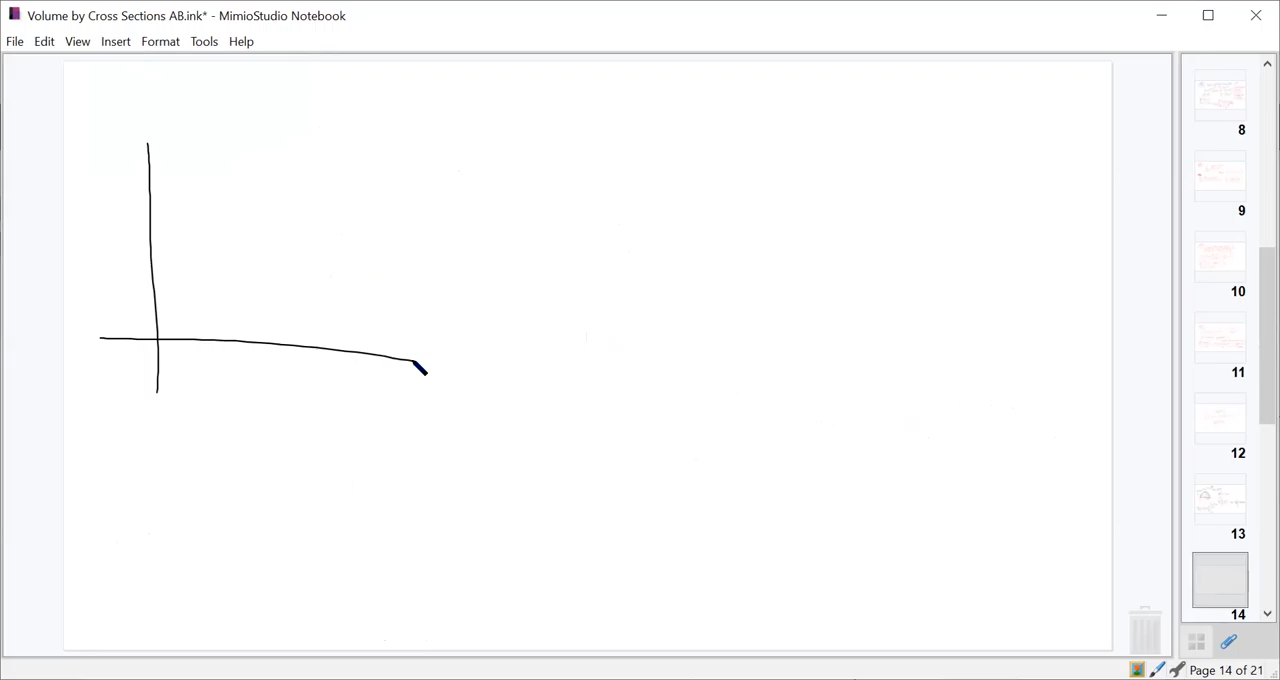 Volume by Cross Sections AB.ink* - MimioStudio Notebook
File Edit View Insert Format Tools Help
8
9
10
11
12
13
14
Page 14 of 21